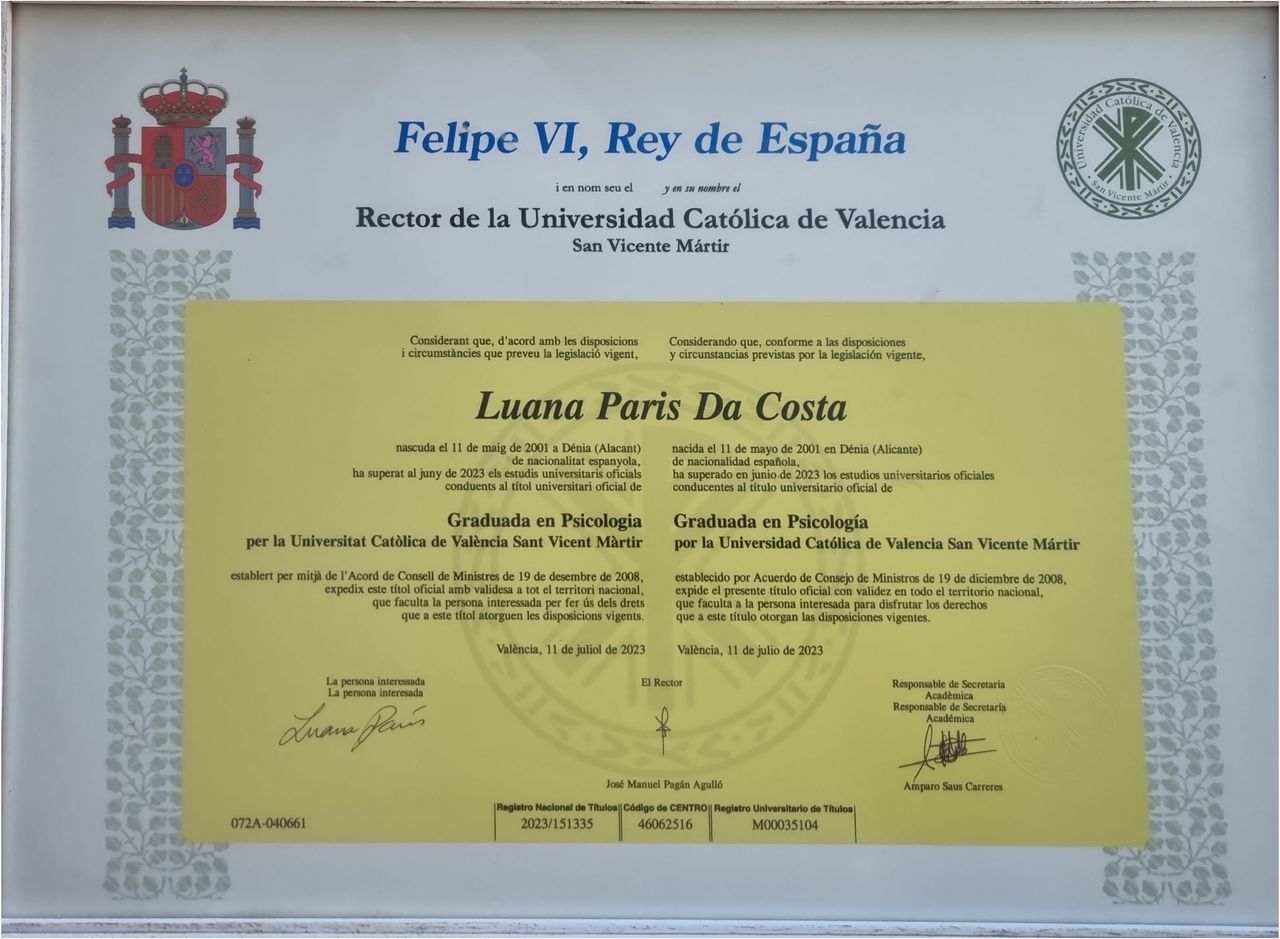 Felipe VI, Rey de España
Universidad Católica de Valencia
· San Vicente Mártir ·
i en nom seu el
y en su nombre el
Rector de la Universidad Católica de Valencia
San Vicente Mártir
Considerant que, d'acord amb les disposicions
i circumstàncies que preveu la legislació vigent,
Considerando que, conforme a las disposiciones
y circunstancias previstas por la legislación vigente,
Luana Paris Da Costa
nascuda el 11 de maig de 2001 a Dénia (Alacant)
de nacionalitat espanyola,
ha superat al juny de 2023 els estudis universitaris oficials
conduents al títol universitari oficial de
nacida el 11 de mayo de 2001 en Dénia (Alicante)
de nacionalidad española,
ha superado en junio de 2023 los estudios universitarios oficiales
conducentes al título universitario oficial de
Graduada en Psicologia
per la Universitat Catòlica de València Sant Vicent Màrtir
Graduada en Psicología
por la Universidad Católica de Valencia San Vicente Mártir
establert per mitjà de l'Acord de Consell de Ministres de 19 de desembre de 2008,
expedix este títol oficial amb validesa a tot el territori nacional,
que faculta la persona interessada per fer ús dels drets
que a este títol atorguen les disposicions vigents.
establecido por Acuerdo de Consejo de Ministros de 19 de diciembre de 2008,
expide el presente título oficial con validez en todo el territorio nacional,
que faculta a la persona interesada para disfrutar los derechos
que a este título otorgan las disposiciones vigentes.
València, 11 de juliol de 2023
València, 11 de julio de 2023
La persona interessada
La persona interesada
Luana Paris
El Rector
José Manuel Pagán Agulló
Responsable de Secretaria
Acadèmica
Responsable de Secretaría
Académica
Amparo Saus Carreres
072A-040661
Registro Nacional de Títulos
2023/151335
Código de CENTRO
46062516
Registro Universitario de Títulos
M00035104